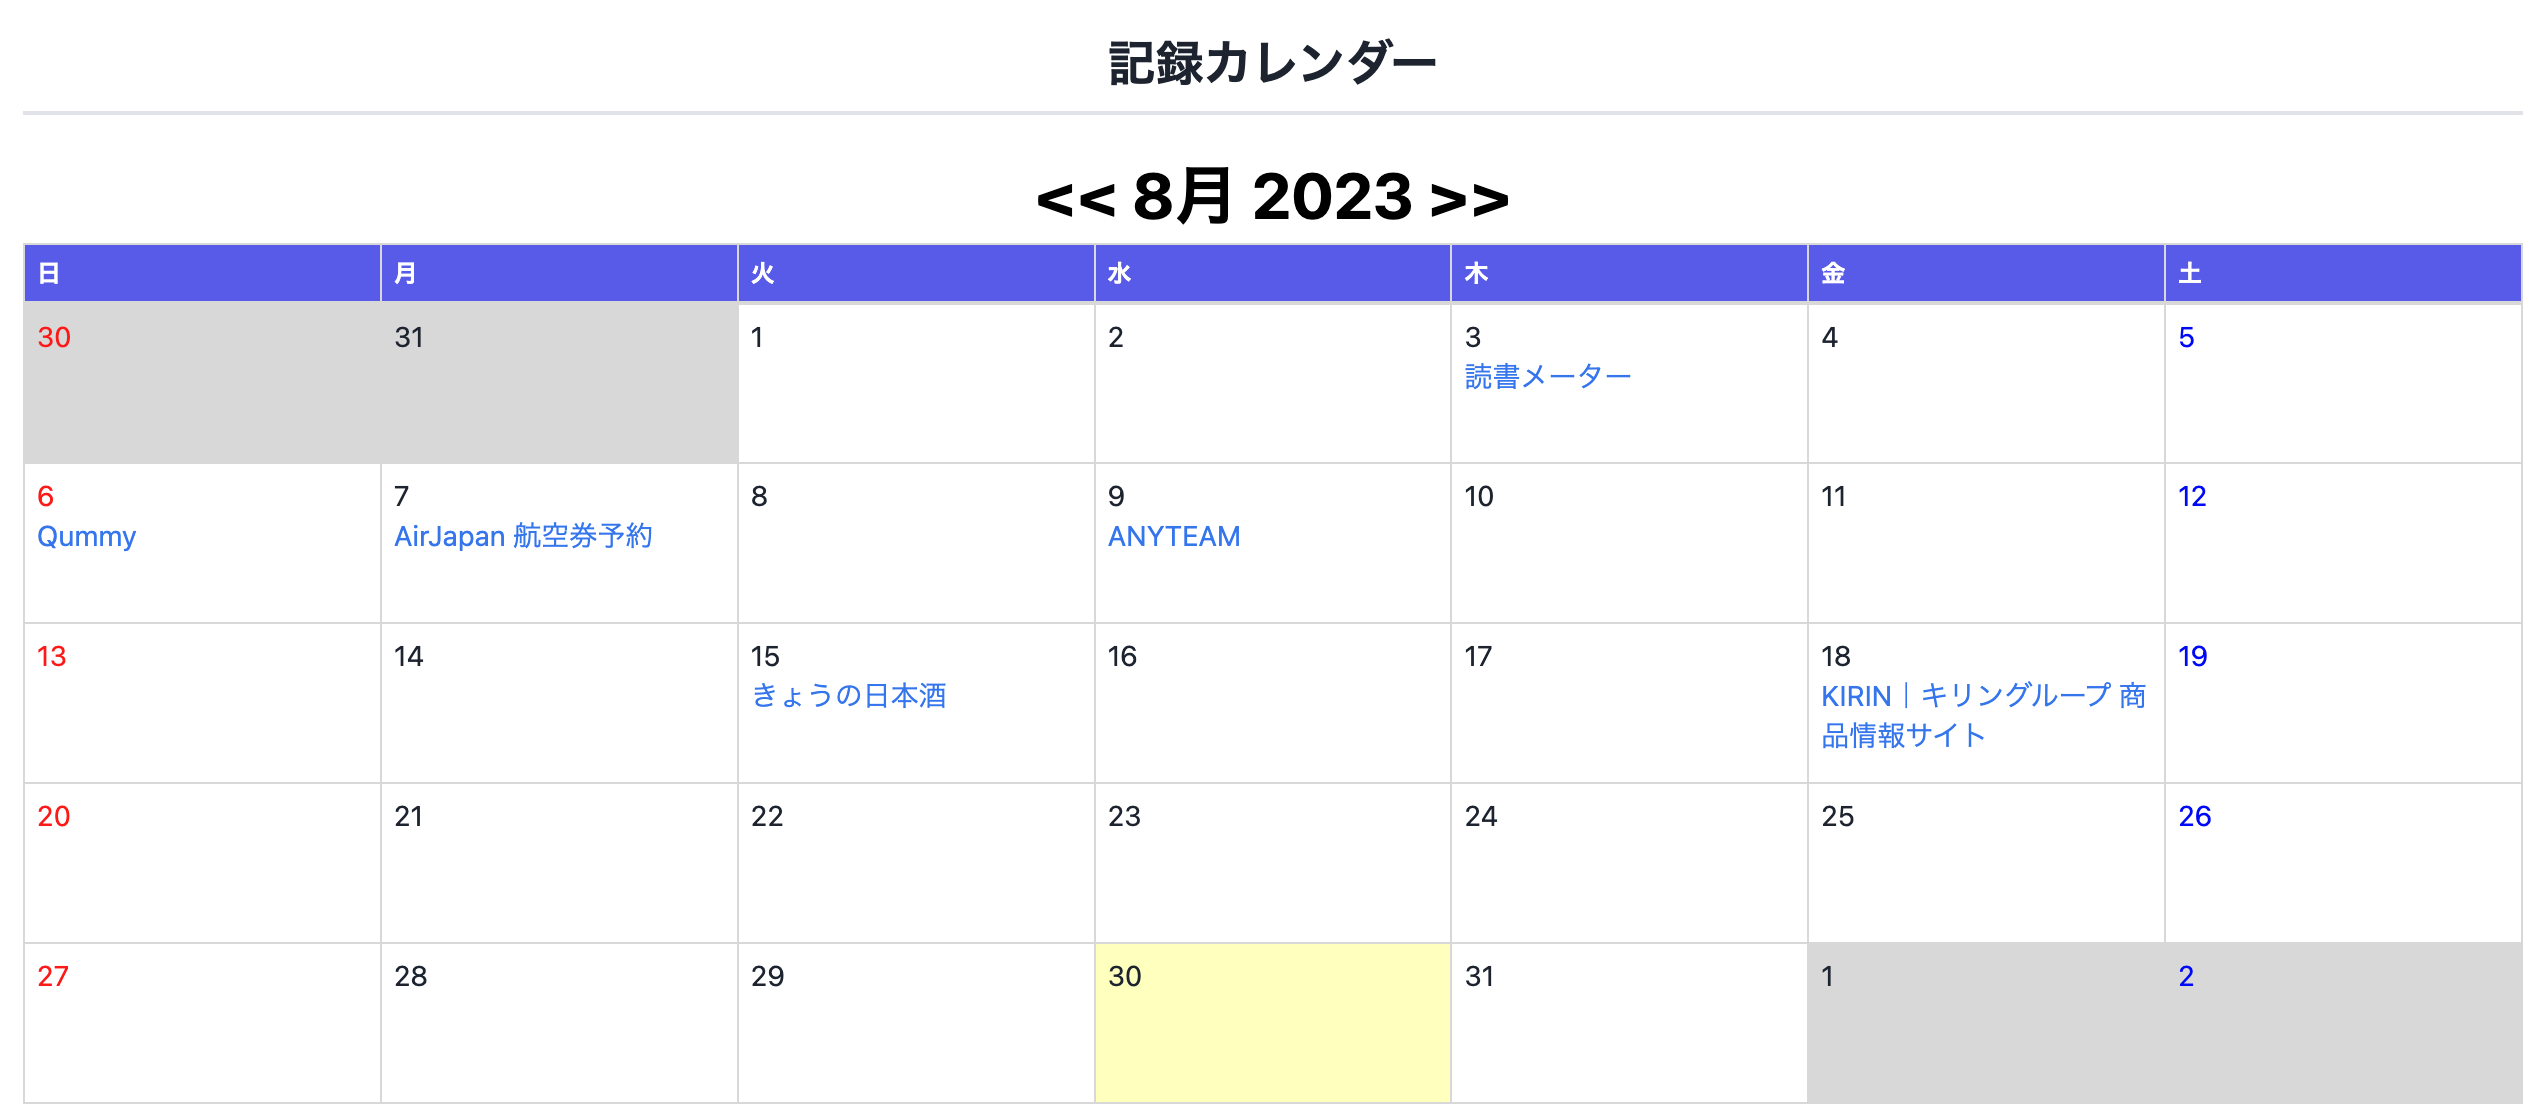 記録カレンダー
<< 8月 2023 >>
日 月 火 水 木 金 土
30 31 1 2 3 4 5
読書メーター
6 7 8 9 10 11 12
Qummy AirJapan 航空券予約 ANYTEAM
13 14 15 16 17 18 19
きょうの日本酒 KIRIN｜キリングループ 商
品情報サイト
20 21 22 23 24 25 26
27 28 29 30 31 1 2